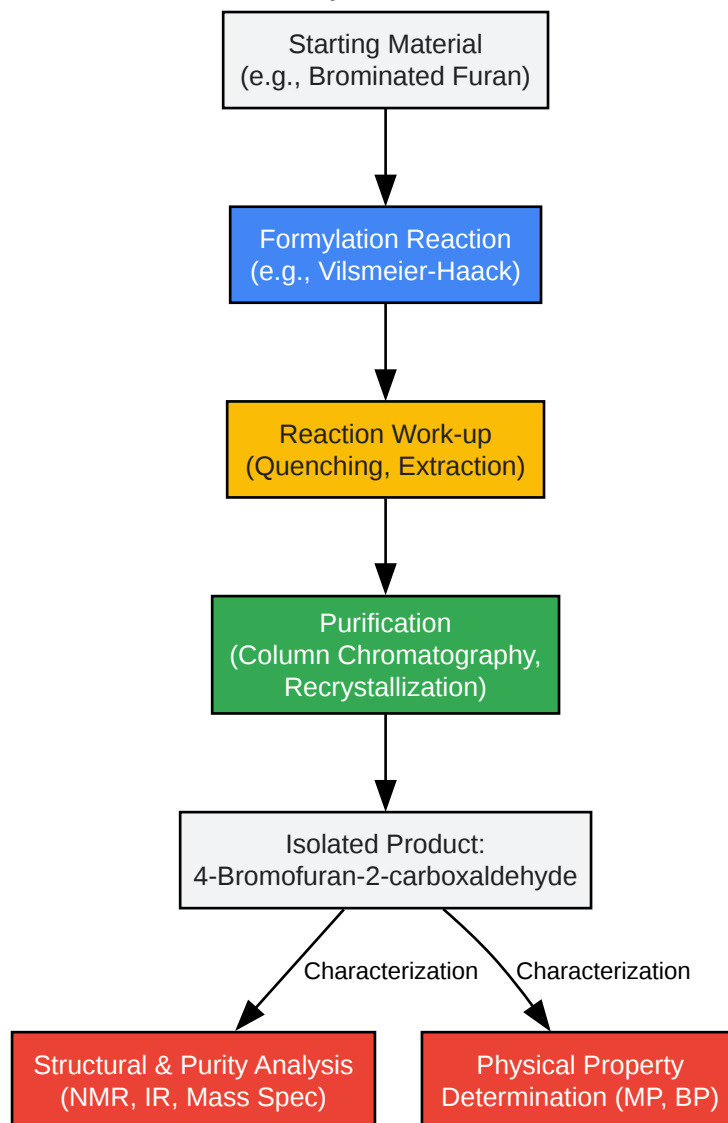 Starting Material
(e.g., Brominated Furan)
Formylation Reaction
(e.g., Vilsmeier-Haack)
Reaction Work-up
(Quenching, Extraction)
Purification
(Column Chromatography,
Recrystallization)
Isolated Product:
4-Bromofuran-2-carboxaldehyde
Characterization
Characterization
Structural & Purity Analysis
(NMR, IR, Mass Spec)
Physical Property
Determination (MP, BP)